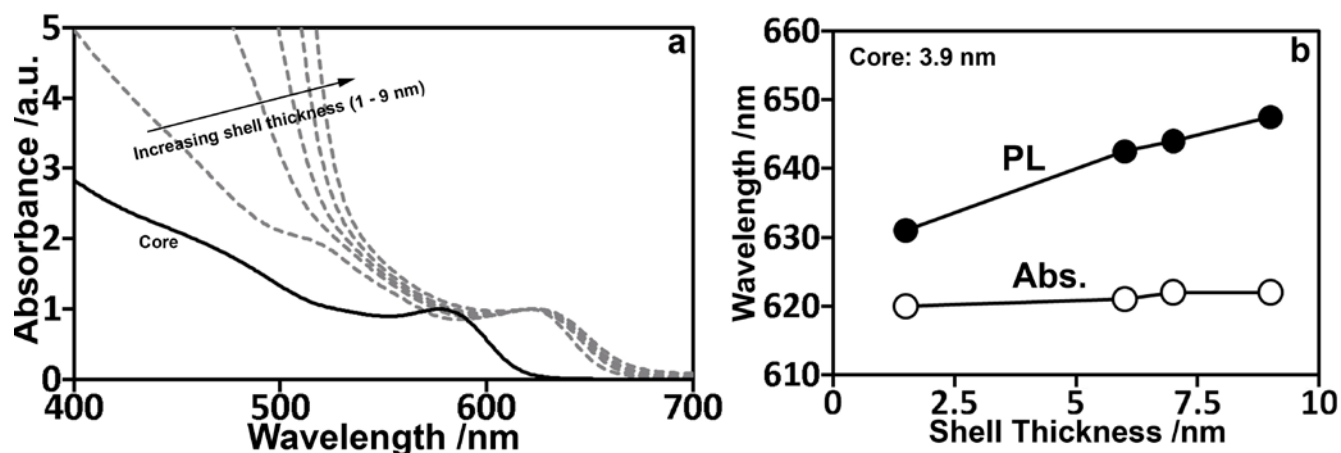 a
5
4
3
2
1
0
Absorbance /a.u.
Increasing shell thickness (1 - 9 nm)
Core
400
500
600
700
Wavelength /nm
b
Core: 3.9 nm
660
650
640
630
620
610
Wavelength /nm
PL
Abs.
0
2.5
5
7.5
10
Shell Thickness /nm